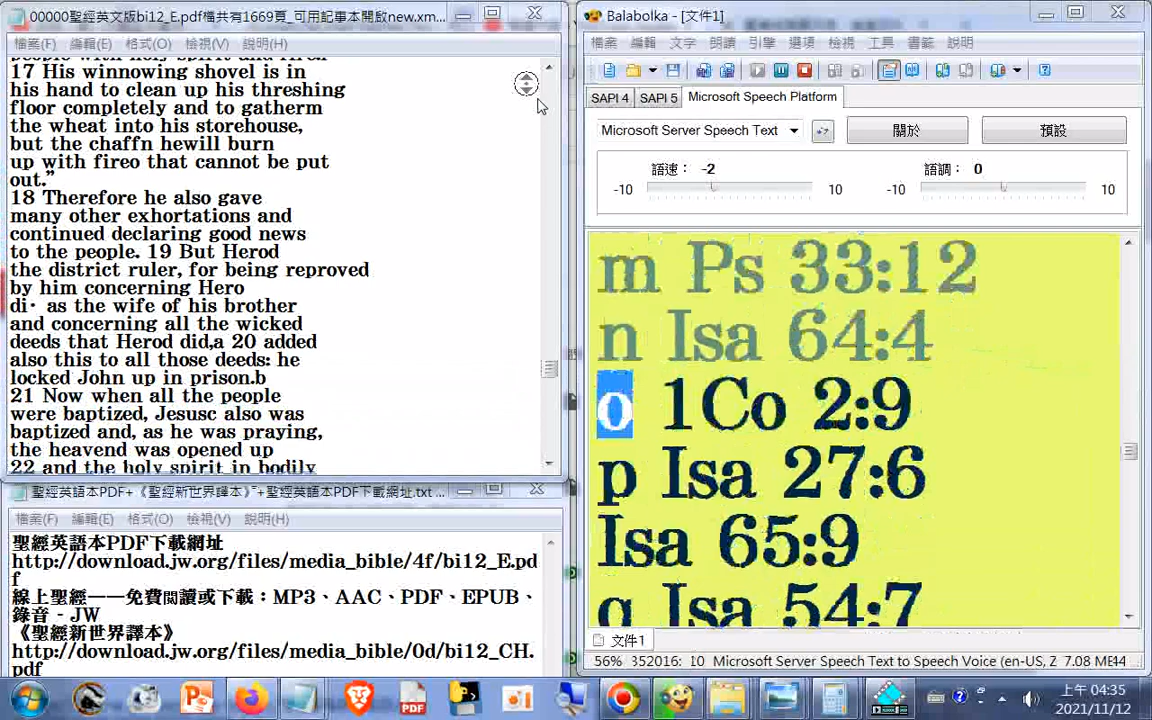 00000聖經英文版bi12_E.pdf檔共有1669頁_可用記事本開啟new.xm...
檔案(F) 編輯(E) 格式(O) 檢視(V) 說明(H)
people with holy spirit and fireu
17 His winnowing shovel is in
his hand to clean up his threshing
floor completely and to gatherm
the wheat into his storehouse,
but the chaffn hewill burn
up with fireo that cannot be put
out.”
18 Therefore he also gave
many other exhortations and
continued declaring good news
to the people. 19 But Herod
the district ruler, for being reproved
by him concerning Hero
di· as the wife of his brother
and concerning all the wicked
deeds that Herod did,a 20 added
also this to all those deeds: he
locked John up in prison.b
21 Now when all the people
were baptized, Jesusc also was
baptized and, as he was praying,
the heavend was opened up
22 and the holy spirit in bodily
聖經英語本PDF+《聖經新世界譯本》"+聖經英語本PDF下載網址.txt ...
檔案(F) 編輯(E) 格式(O) 檢視(V) 說明(H)
聖經英語本PDF下載網址
http://download.jw.org/files/media_bible/4f/bi12_E.pd
f
線上聖經——免費閱讀或下載：MP3、AAC、PDF、EPUB、
錄音 - JW
《聖經新世界譯本》
http://download.jw.org/files/media_bible/0d/bi12_CH.
pdf
Balabolka - [文件1]
檔案 編輯 文字 朗讀 引擎 選項 檢視 工具 書籤 說明
SAPI 4 SAPI 5 Microsoft Speech Platform
Microsoft Server Speech Text 關於 預設
語速： -2 語調： 0
-10 10 -10 10
m Ps 33:12
n Isa 64:4
o 1Co 2:9
p Isa 27:6
Isa 65:9
q Isa 54:7
文件1
56% 352016: 10 Microsoft Server Speech Text to Speech Voice (en-US, Z 7.08 ME44
PDF
上午 04:35
2021/11/12